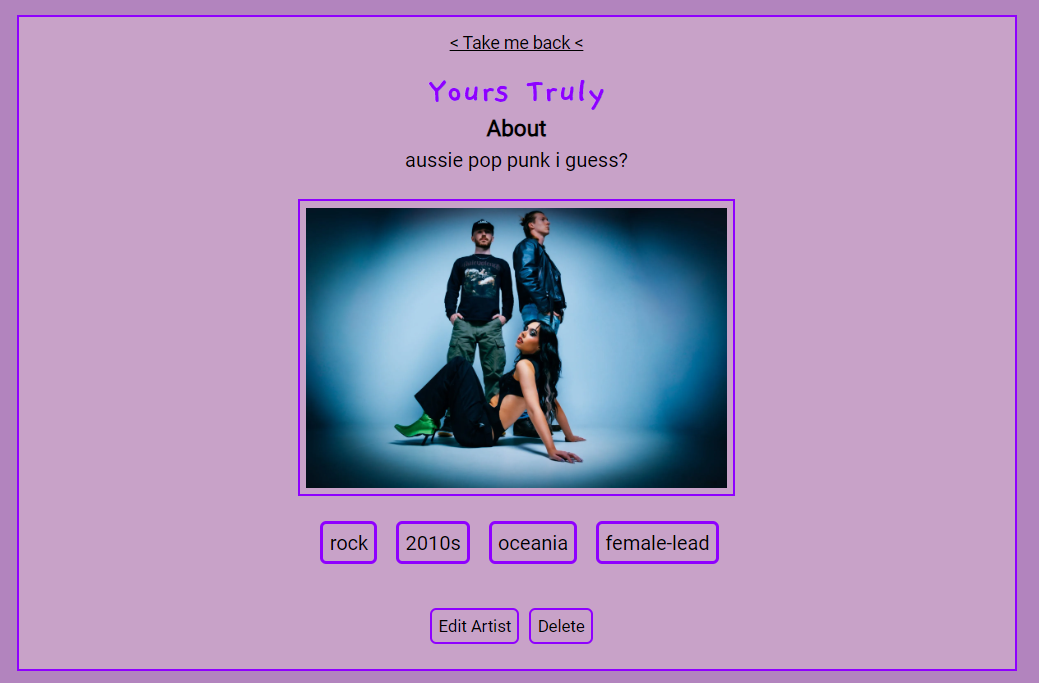 < Take me back <
Yours Truly
About
aussie pop punk i guess?
rock 2010s oceania female-lead
Edit Artist Delete